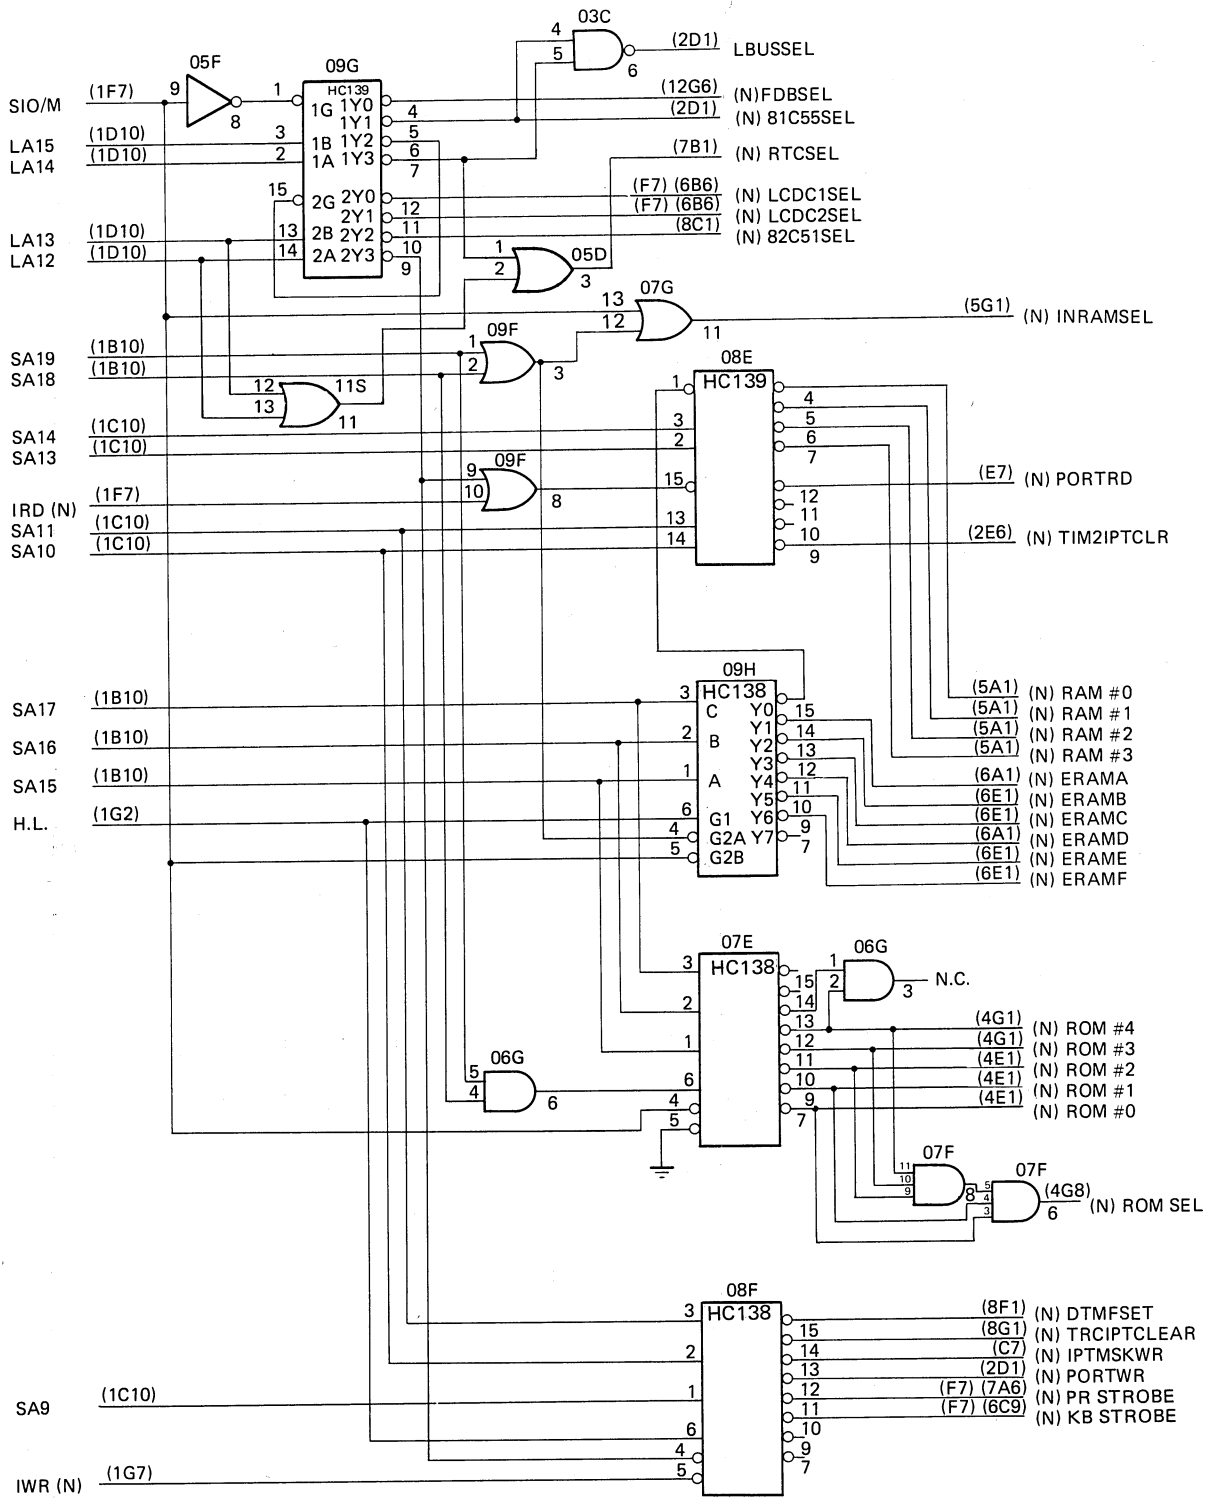 03C
4
5
6
(2D1) LBUSSEL
05F
9
8
09G
HC139
SIO/M (1F7)
1
1G 1Y0
(12G6) (N)FDBSEL
1Y1 4
(2D1) (N) 81C55SEL
LA15 (1D10) 3 1B 1Y2 5
LA14 (1D10) 2 1A 1Y3 6
7
(7B1) (N) RTCSEL
15 2G 2Y0
(F7) (6B6) (N) LCDC1SEL
2Y1 12
(F7) (6B6) (N) LCDC2SEL
LA13 (1D10) 13 2B 2Y2 11
(8C1) (N) 82C51SEL
LA12 (1D10) 14 2A 2Y3 10
9
1
2
05D
3
07G
13
12
11
(5G1) (N) INRAMSEL
09F
SA19 (1B10) 1
SA18 (1B10) 2
3
12
13
11S
11
08E
HC139
1
4
5
6
7
SA14 (1C10) 3
SA13 (1C10) 2
09F
9
10
8
15
(E7) (N) PORTRD
12
11
10
9
IRD (N) (1F7)
SA11 (1C10) 13
SA10 (1C10) 14
(2E6) (N) TIM2IPTCLR
09H
HC138
SA17 (1B10) 3 C Y0 15
(5A1) (N) RAM #0
(5A1) (N) RAM #1
(5A1) (N) RAM #2
(5A1) (N) RAM #3
SA16 (1B10) 2 B Y1 14
Y2 13
Y3 12
SA15 (1B10) 1 A Y4 11
Y5 10
(6A1) (N) ERAMA
(6E1) (N) ERAMB
(6E1) (N) ERAMC
(6A1) (N) ERAMD
(6E1) (N) ERAME
(6E1) (N) ERAMF
H.L. (1G2) 6 G1 Y6 9
4 G2A Y7 7
5 G2B
07E
HC138
3
2
1
6
4
5
15
14
13
12
11
10
9
7
06G
1
2
3
N.C.
(4G1) (N) ROM #4
(4G1) (N) ROM #3
(4E1) (N) ROM #2
(4E1) (N) ROM #1
(4E1) (N) ROM #0
06G
5
4
6
07F
11
10
9
8
07F
5
4
3
6
(4G8) (N) ROM SEL
08F
HC138
3
2
SA9 (1C10) 1
6
4
IWR (N) (1G7) 5
15
14
13
12
11
10
9
7
(8F1) (N) DTMFSET
(8G1) (N) TRCIPTCLEAR
(C7) (N) IPTMSKWR
(2D1) (N) PORTWR
(F7) (7A6) (N) PR STROBE
(F7) (6C9) (N) KB STROBE